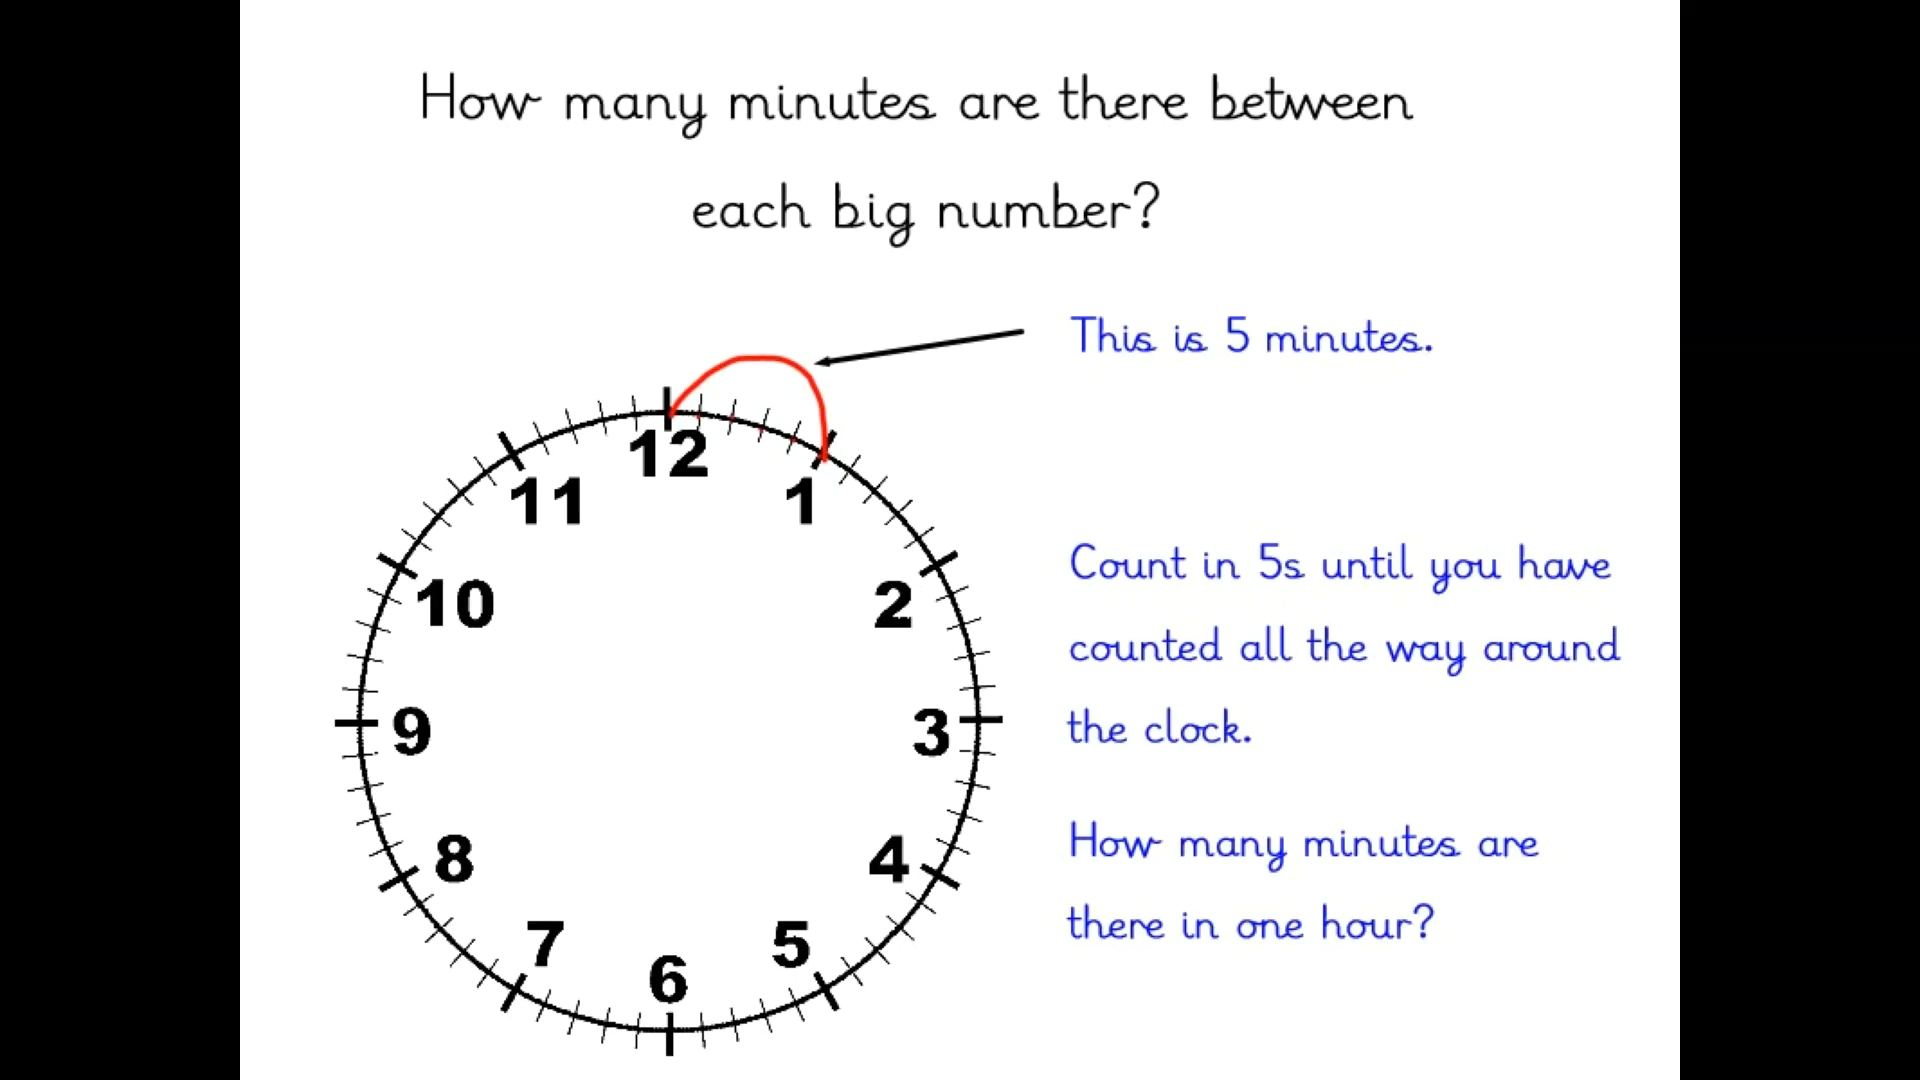 How many minutes are there between
each big number?
This is 5 minutes.
12
11
1
10
2
9
3
8
4
7
5
6
Count in 5s until you have
counted all the way around
the clock.
How many minutes are
there in one hour?